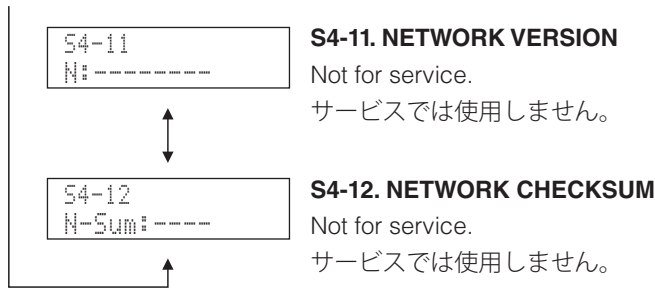 S4-11
N:--------
S4-11. NETWORK VERSION
Not for service.
サービスでは使用しません。
S4-12
N-Sum:----
S4-12. NETWORK CHECKSUM
Not for service.
サービスでは使用しません。